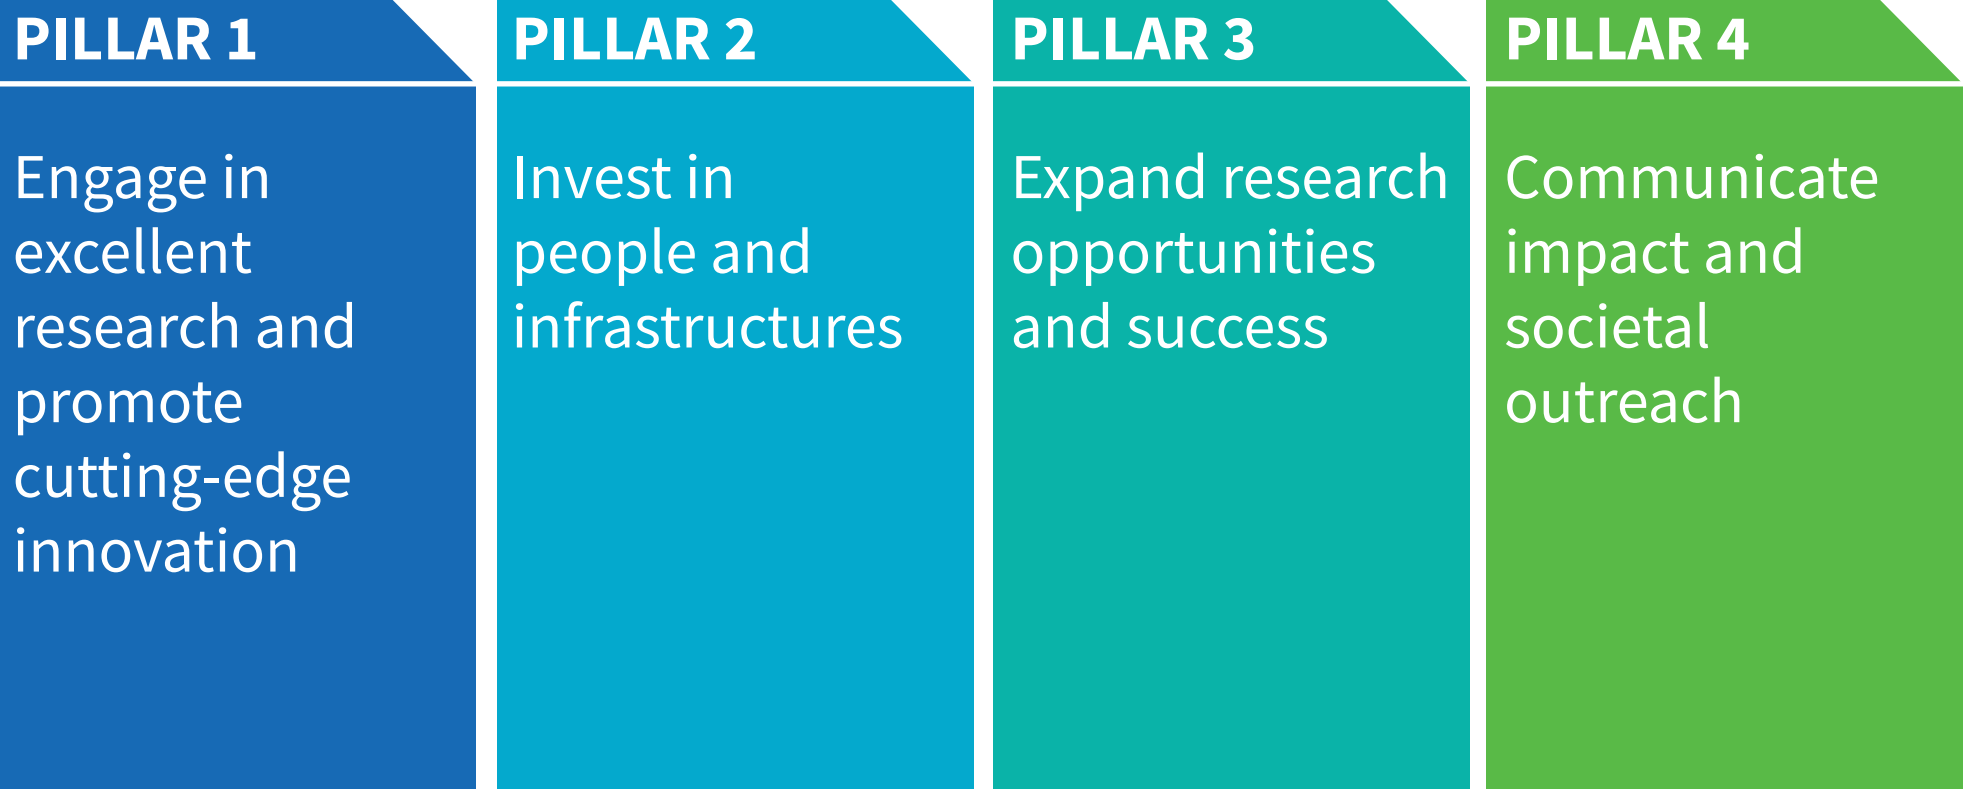 PILLAR 1
Engage in
excellent
research and
promote
cutting-edge
innovation
PILLAR 2
Invest in
people and
infrastructures
PILLAR 3
Expand research
opportunities
and success
PILLAR 4
Communicate
impact and
societal
outreach